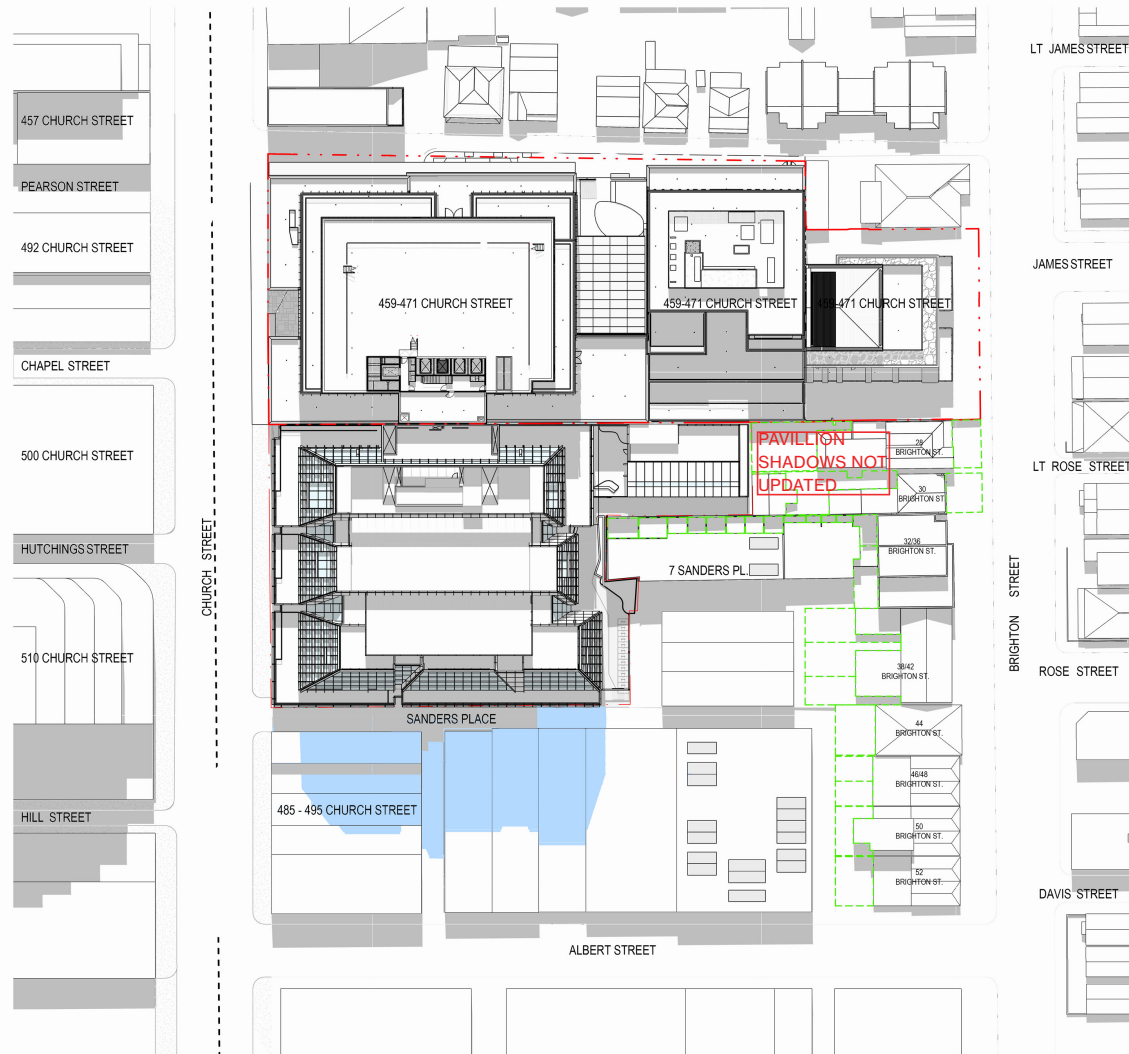 LT JAMES STREET
457 CHURCH STREET
PEARSON STREET
492 CHURCH STREET
JAMES STREET
459-471 CHURCH STREET
459-471 CHURCH STREET
459-471 CHURCH STREET
CHAPEL STREET
500 CHURCH STREET
PAVILLION
SHADOWS NOT
UPDATED
28
BRIGHTON ST.
LT ROSE STREET
30
BRIGHTON ST.
HUTCHINGS STREET
CHURCH STREET
32/36
BRIGHTON ST.
7 SANDERS PL.
BRIGHTON STREET
510 CHURCH STREET
38/42
BRIGHTON ST.
ROSE STREET
SANDERS PLACE
44
BRIGHTON ST.
46/48
BRIGHTON ST.
485 - 495 CHURCH STREET
HILL STREET
50
BRIGHTON ST.
52
BRIGHTON ST.
DAVIS STREET
ALBERT STREET